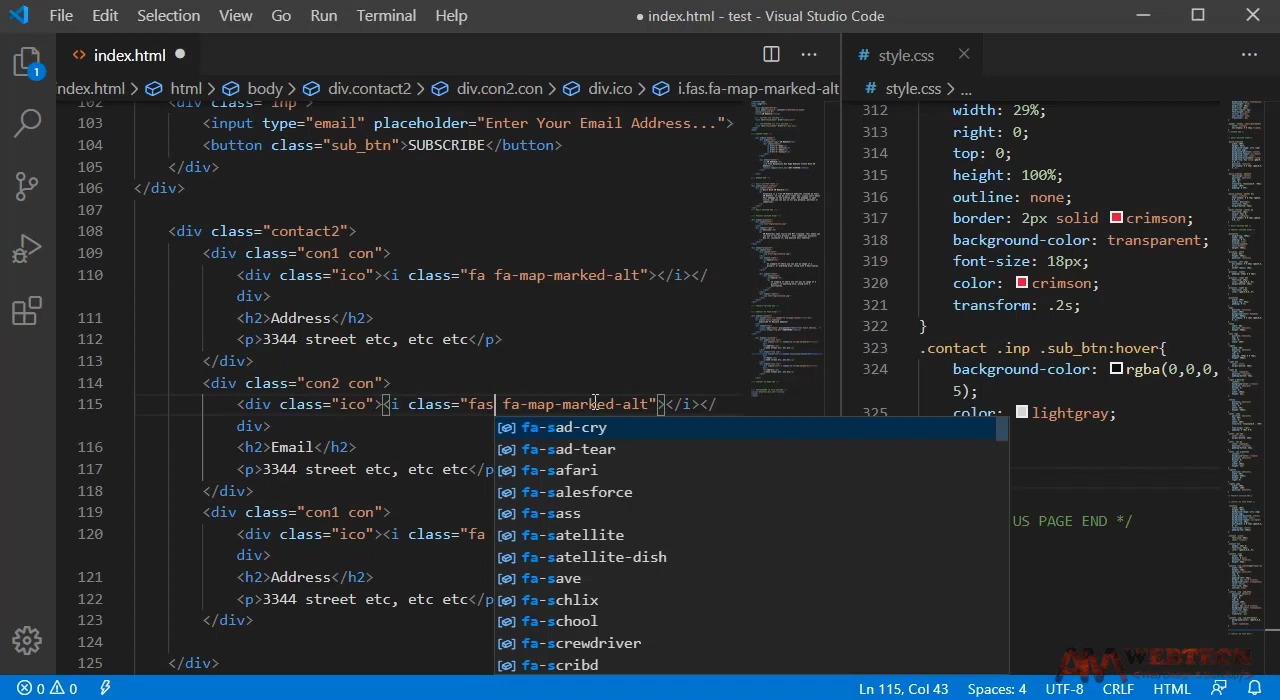 File Edit Selection View Go Run Terminal Help
● index.html - test - Visual Studio Code
1
<> index.html ●
# style.css ×
ndex.html > html > body > div.contact2 > div.con2.con > div.ico > i.fas.fa-map-marked-alt
# style.css > ...
102 <div class="inp">
103 <input type="email" placeholder="Enter Your Email Address...">
104 <button class="sub_btn">SUBSCRIBE</button>
105 </div>
106 </div>
107
108 <div class="contact2">
109 <div class="con1 con">
110 <div class="ico"><i class="fa fa-map-marked-alt"></i></
div>
111 <h2>Address</h2>
112 <p>3344 street etc, etc etc</p>
113 </div>
114 <div class="con2 con">
115 <div class="ico"><i class="fas fa-map-marked-alt"></i></
div>
116 <h2>Email</h2>
117 <p>3344 street etc, etc etc</p
118 </div>
119 <div class="con1 con">
120 <div class="ico"><i class="fa
div>
121 <h2>Address</h2>
122 <p>3344 street etc, etc etc</p
123 </div>
124
125 </div>
fa-sad-cry
fa-sad-tear
fa-safari
fa-salesforce
fa-sass
fa-satellite
fa-satellite-dish
fa-save
fa-schlix
fa-school
fa-screwdriver
fa-scribd
312 width: 29%;
313 right: 0;
314 top: 0;
315 height: 100%;
316 outline: none;
317 border: 2px solid crimson;
318 background-color: transparent;
319 font-size: 18px;
320 color: crimson;
321 transform: .2s;
322 }
323 .contact .inp .sub_btn:hover{
324 background-color: rgba(0,0,0,.
5);
325 color: lightgray;
US PAGE END */
AM WEBTECH
0 0
Ln 115, Col 43 Spaces: 4 UTF-8 CRLF HTML